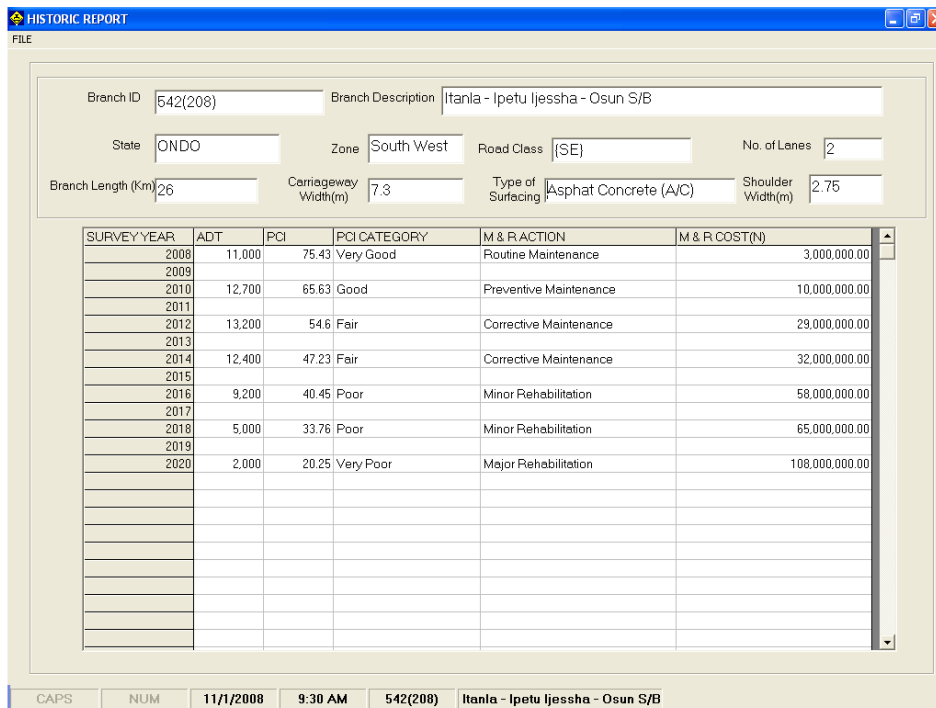 HISTORIC REPORT
FILE
Branch ID 542(208) Branch Description Itanla - Ipetu Ijessha - Osun S/B
State ONDO Zone South West Road Class {SE} No. of Lanes 2
Branch Length (Km) 26 Carriageway Width(m) 7.3 Type of Surfacing Asphat Concrete (A/C) Shoulder Width(m) 2.75
SURVEY YEAR ADT PCI PCI CATEGORY M & R ACTION M & R COST(N)
2008 11,000 75.43 Very Good Routine Maintenance 3,000,000.00
2009
2010 12,700 65.63 Good Preventive Maintenance 10,000,000.00
2011
2012 13,200 54.6 Fair Corrective Maintenance 29,000,000.00
2013
2014 12,400 47.23 Fair Corrective Maintenance 32,000,000.00
2015
2016 9,200 40.45 Poor Minor Rehabilitation 58,000,000.00
2017
2018 5,000 33.76 Poor Minor Rehabilitation 65,000,000.00
2019
2020 2,000 20.25 Very Poor Major Rehabilitation 108,000,000.00
CAPS NUM 11/1/2008 9:30 AM 542(208) Itanla - Ipetu Ijessha - Osun S/B